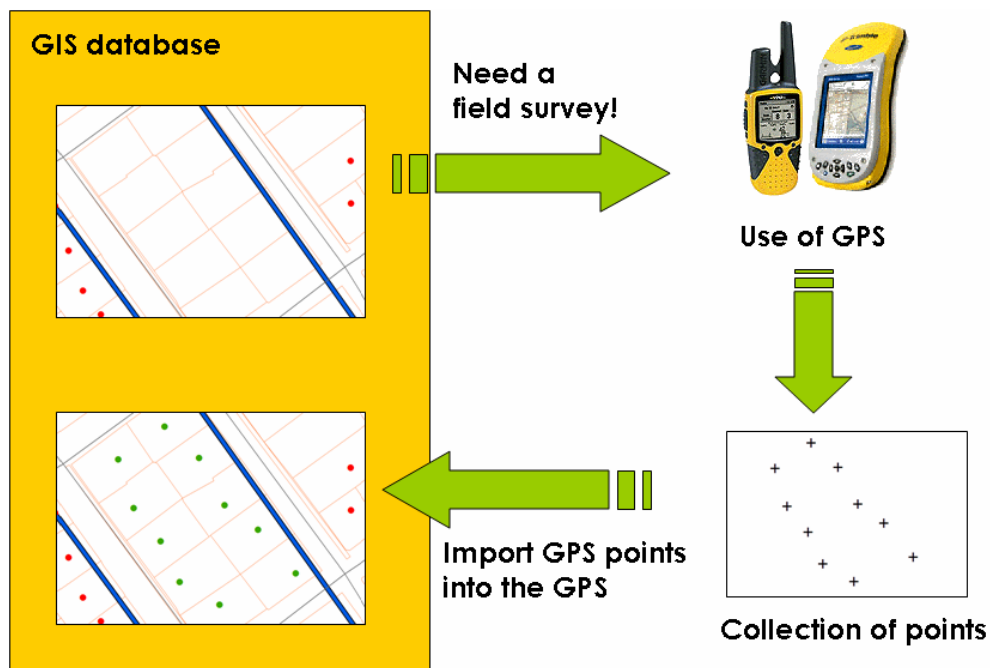 GIS database
Need a
field survey!
Use of GPS
Import GPS points
into the GPS
Collection of points